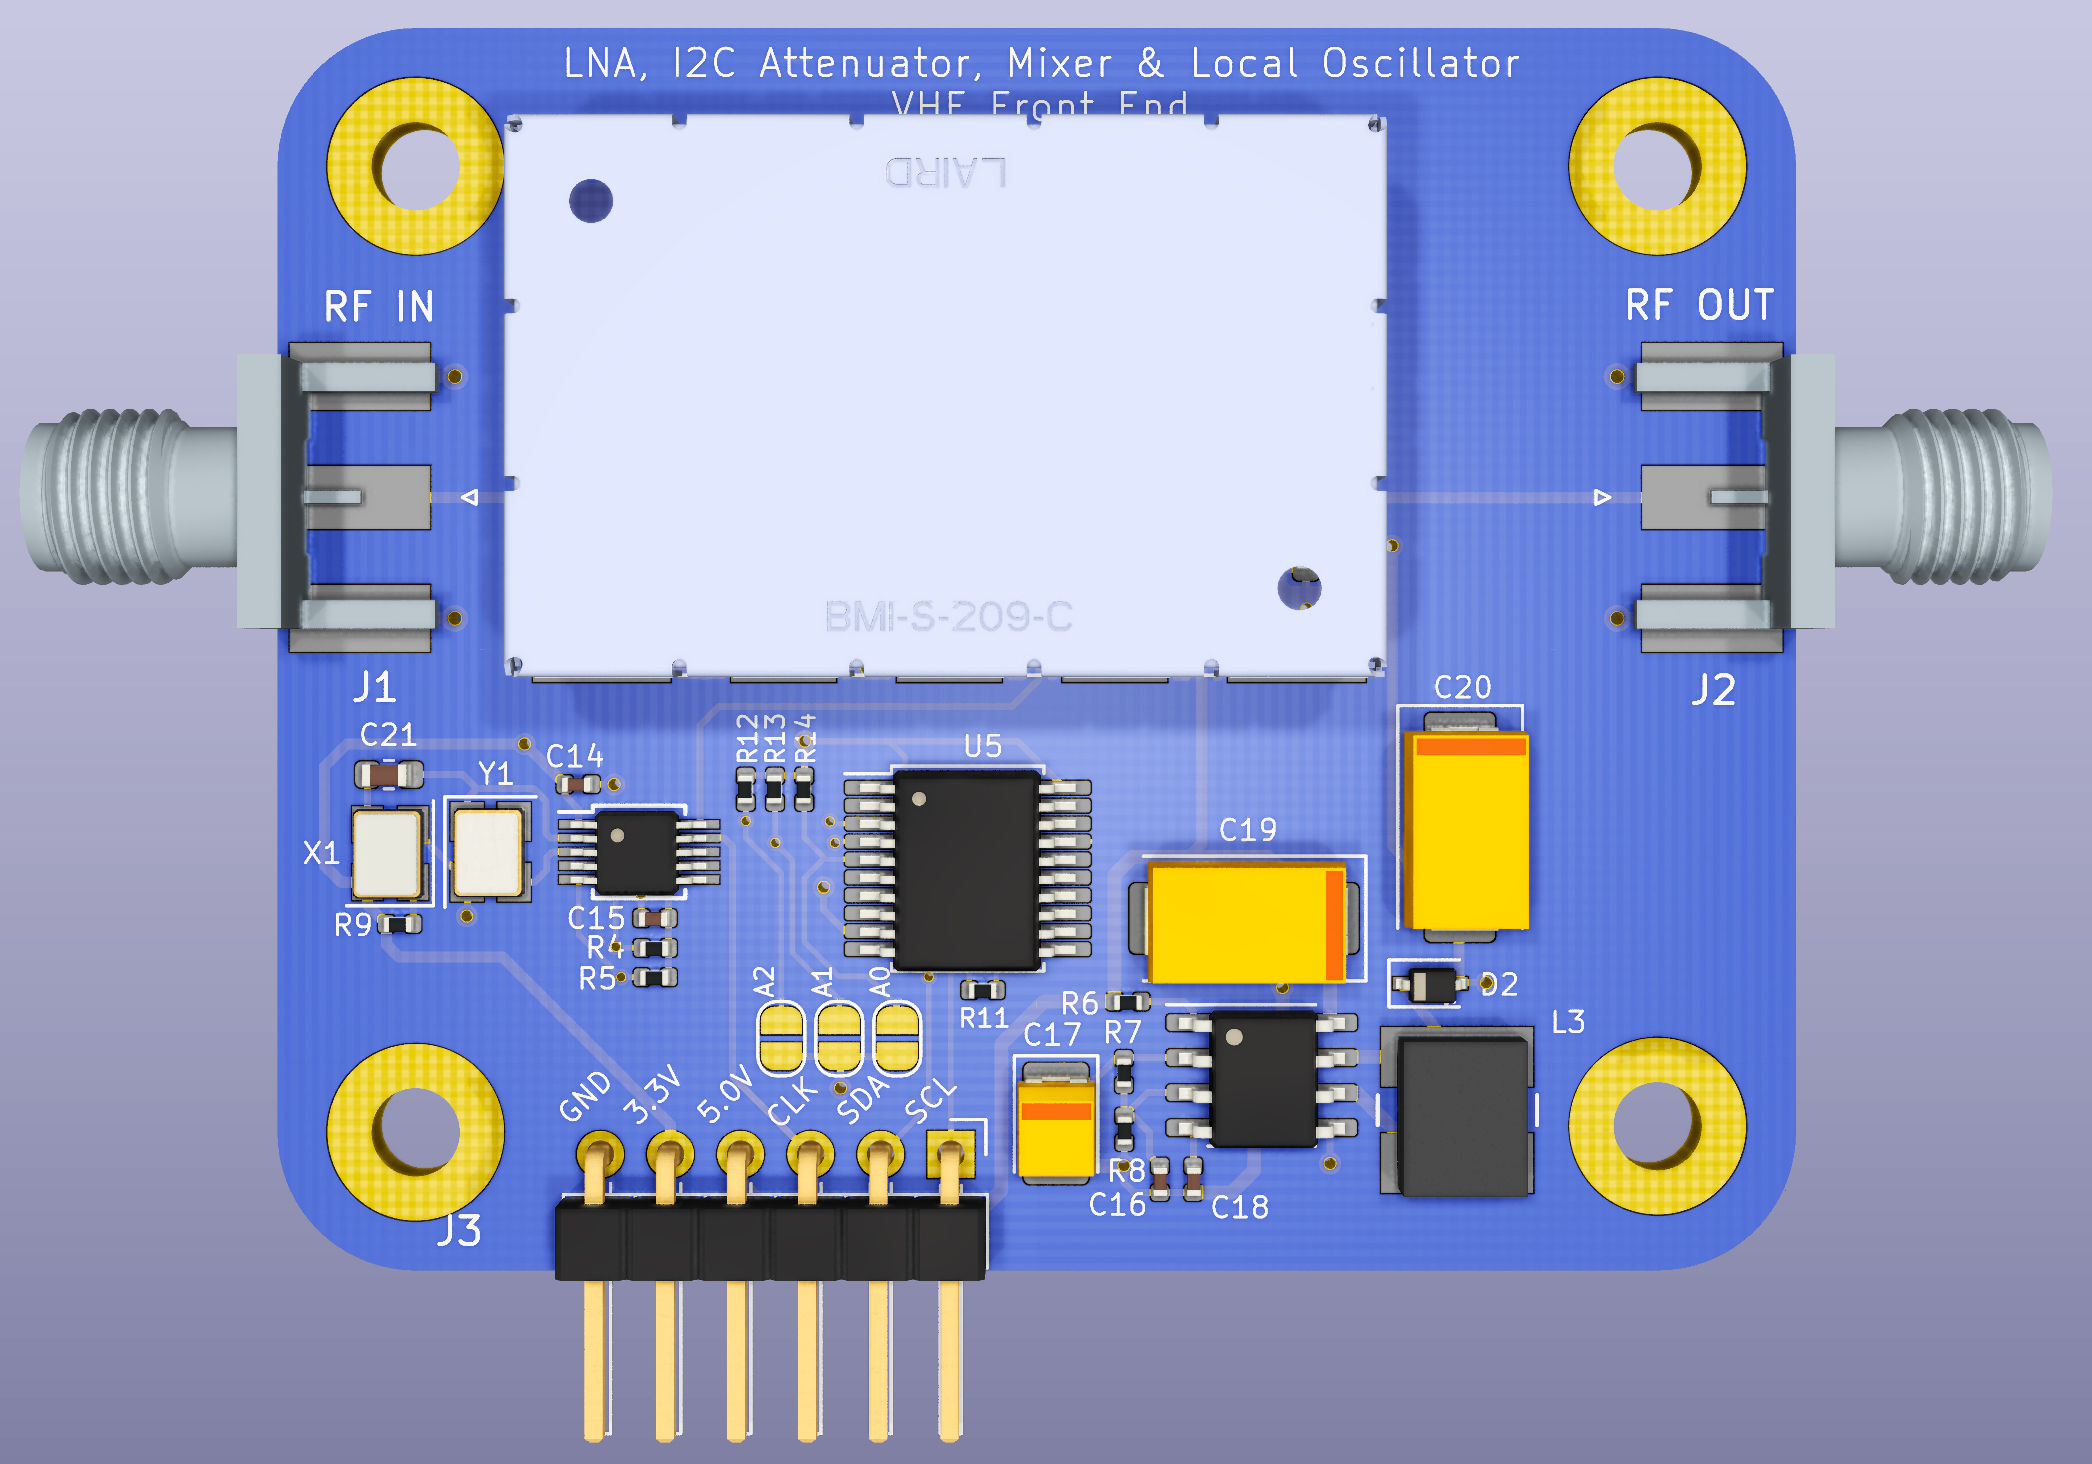 LNA, I2C Attenuator, Mixer & Local Oscillator
VHF Front End
LAIRD
RF IN
RF OUT
BMI-S-209-C
J1
J2
C20
C21
R12
R13
R14
U5
C14
Y1
C19
X1
C15
R9
R4
R5
A2
A1
A0
D2
R11
R6
R7
C17
L3
GND
3.3V
5.0V
CLK
SDA
SCL
R8
C16
C18
J3